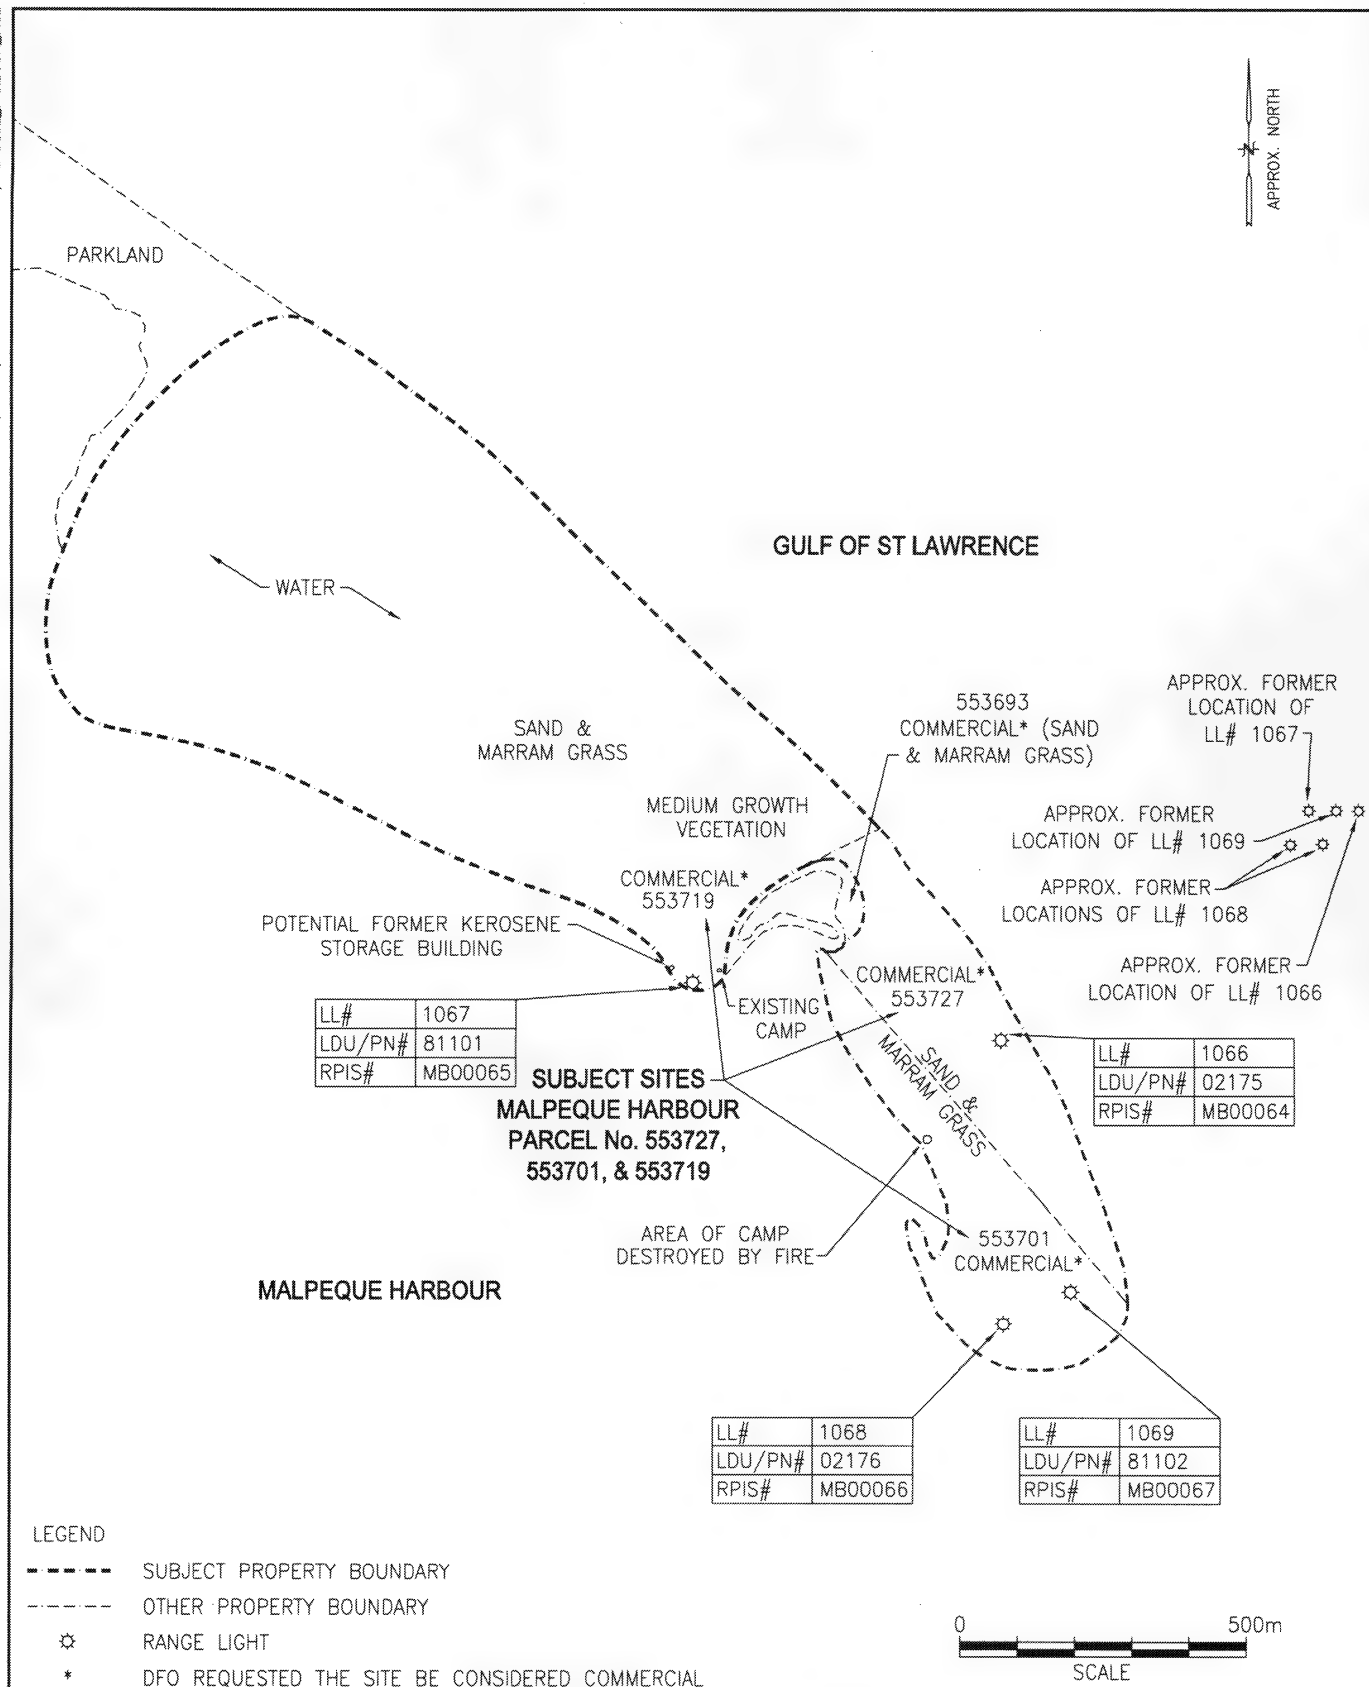 APPROX. NORTH
N
PARKLAND
GULF OF ST LAWRENCE
WATER
SAND &
MARRAM GRASS
553693
COMMERCIAL* (SAND
& MARRAM GRASS)
APPROX. FORMER
LOCATION OF
LL# 1067
MEDIUM GROWTH
VEGETATION
APPROX. FORMER
LOCATION OF LL# 1069
COMMERCIAL*
553719
APPROX. FORMER
LOCATIONS OF LL# 1068
POTENTIAL FORMER KEROSENE
STORAGE BUILDING
COMMERCIAL*
553727
APPROX. FORMER
LOCATION OF LL# 1066
EXISTING
CAMP
LL# 1067
LDU/PN# 81101
RPIS# MB00065
SAND &
MARRAM GRASS
LL# 1066
LDU/PN# 02175
RPIS# MB00064
SUBJECT SITES
MALPEQUE HARBOUR
PARCEL No. 553727,
553701, & 553719
AREA OF CAMP
DESTROYED BY FIRE
553701
COMMERCIAL*
MALPEQUE HARBOUR
LL# 1068
LDU/PN# 02176
RPIS# MB00066
LL# 1069
LDU/PN# 81102
RPIS# MB00067
LEGEND
SUBJECT PROPERTY BOUNDARY
OTHER PROPERTY BOUNDARY
RANGE LIGHT
* DFO REQUESTED THE SITE BE CONSIDERED COMMERCIAL
0 500m
SCALE